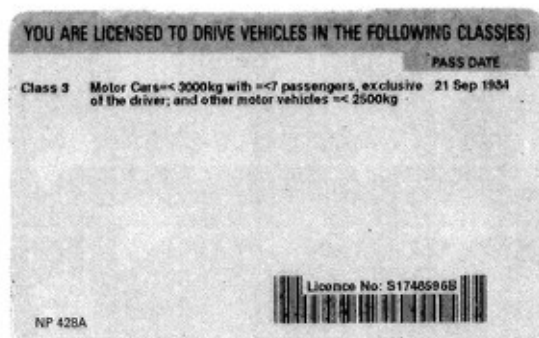 YOU ARE LICENSED TO DRIVE VEHICLES IN THE FOLLOWING CLASS(ES)
PASS DATE
Class 3 Motor Cars=< 3000kg with =<7 passengers, exclusive 21 Sep 1984
of the driver; and other motor vehicles =< 2500kg
Licence No: S1746596B
NP 428A